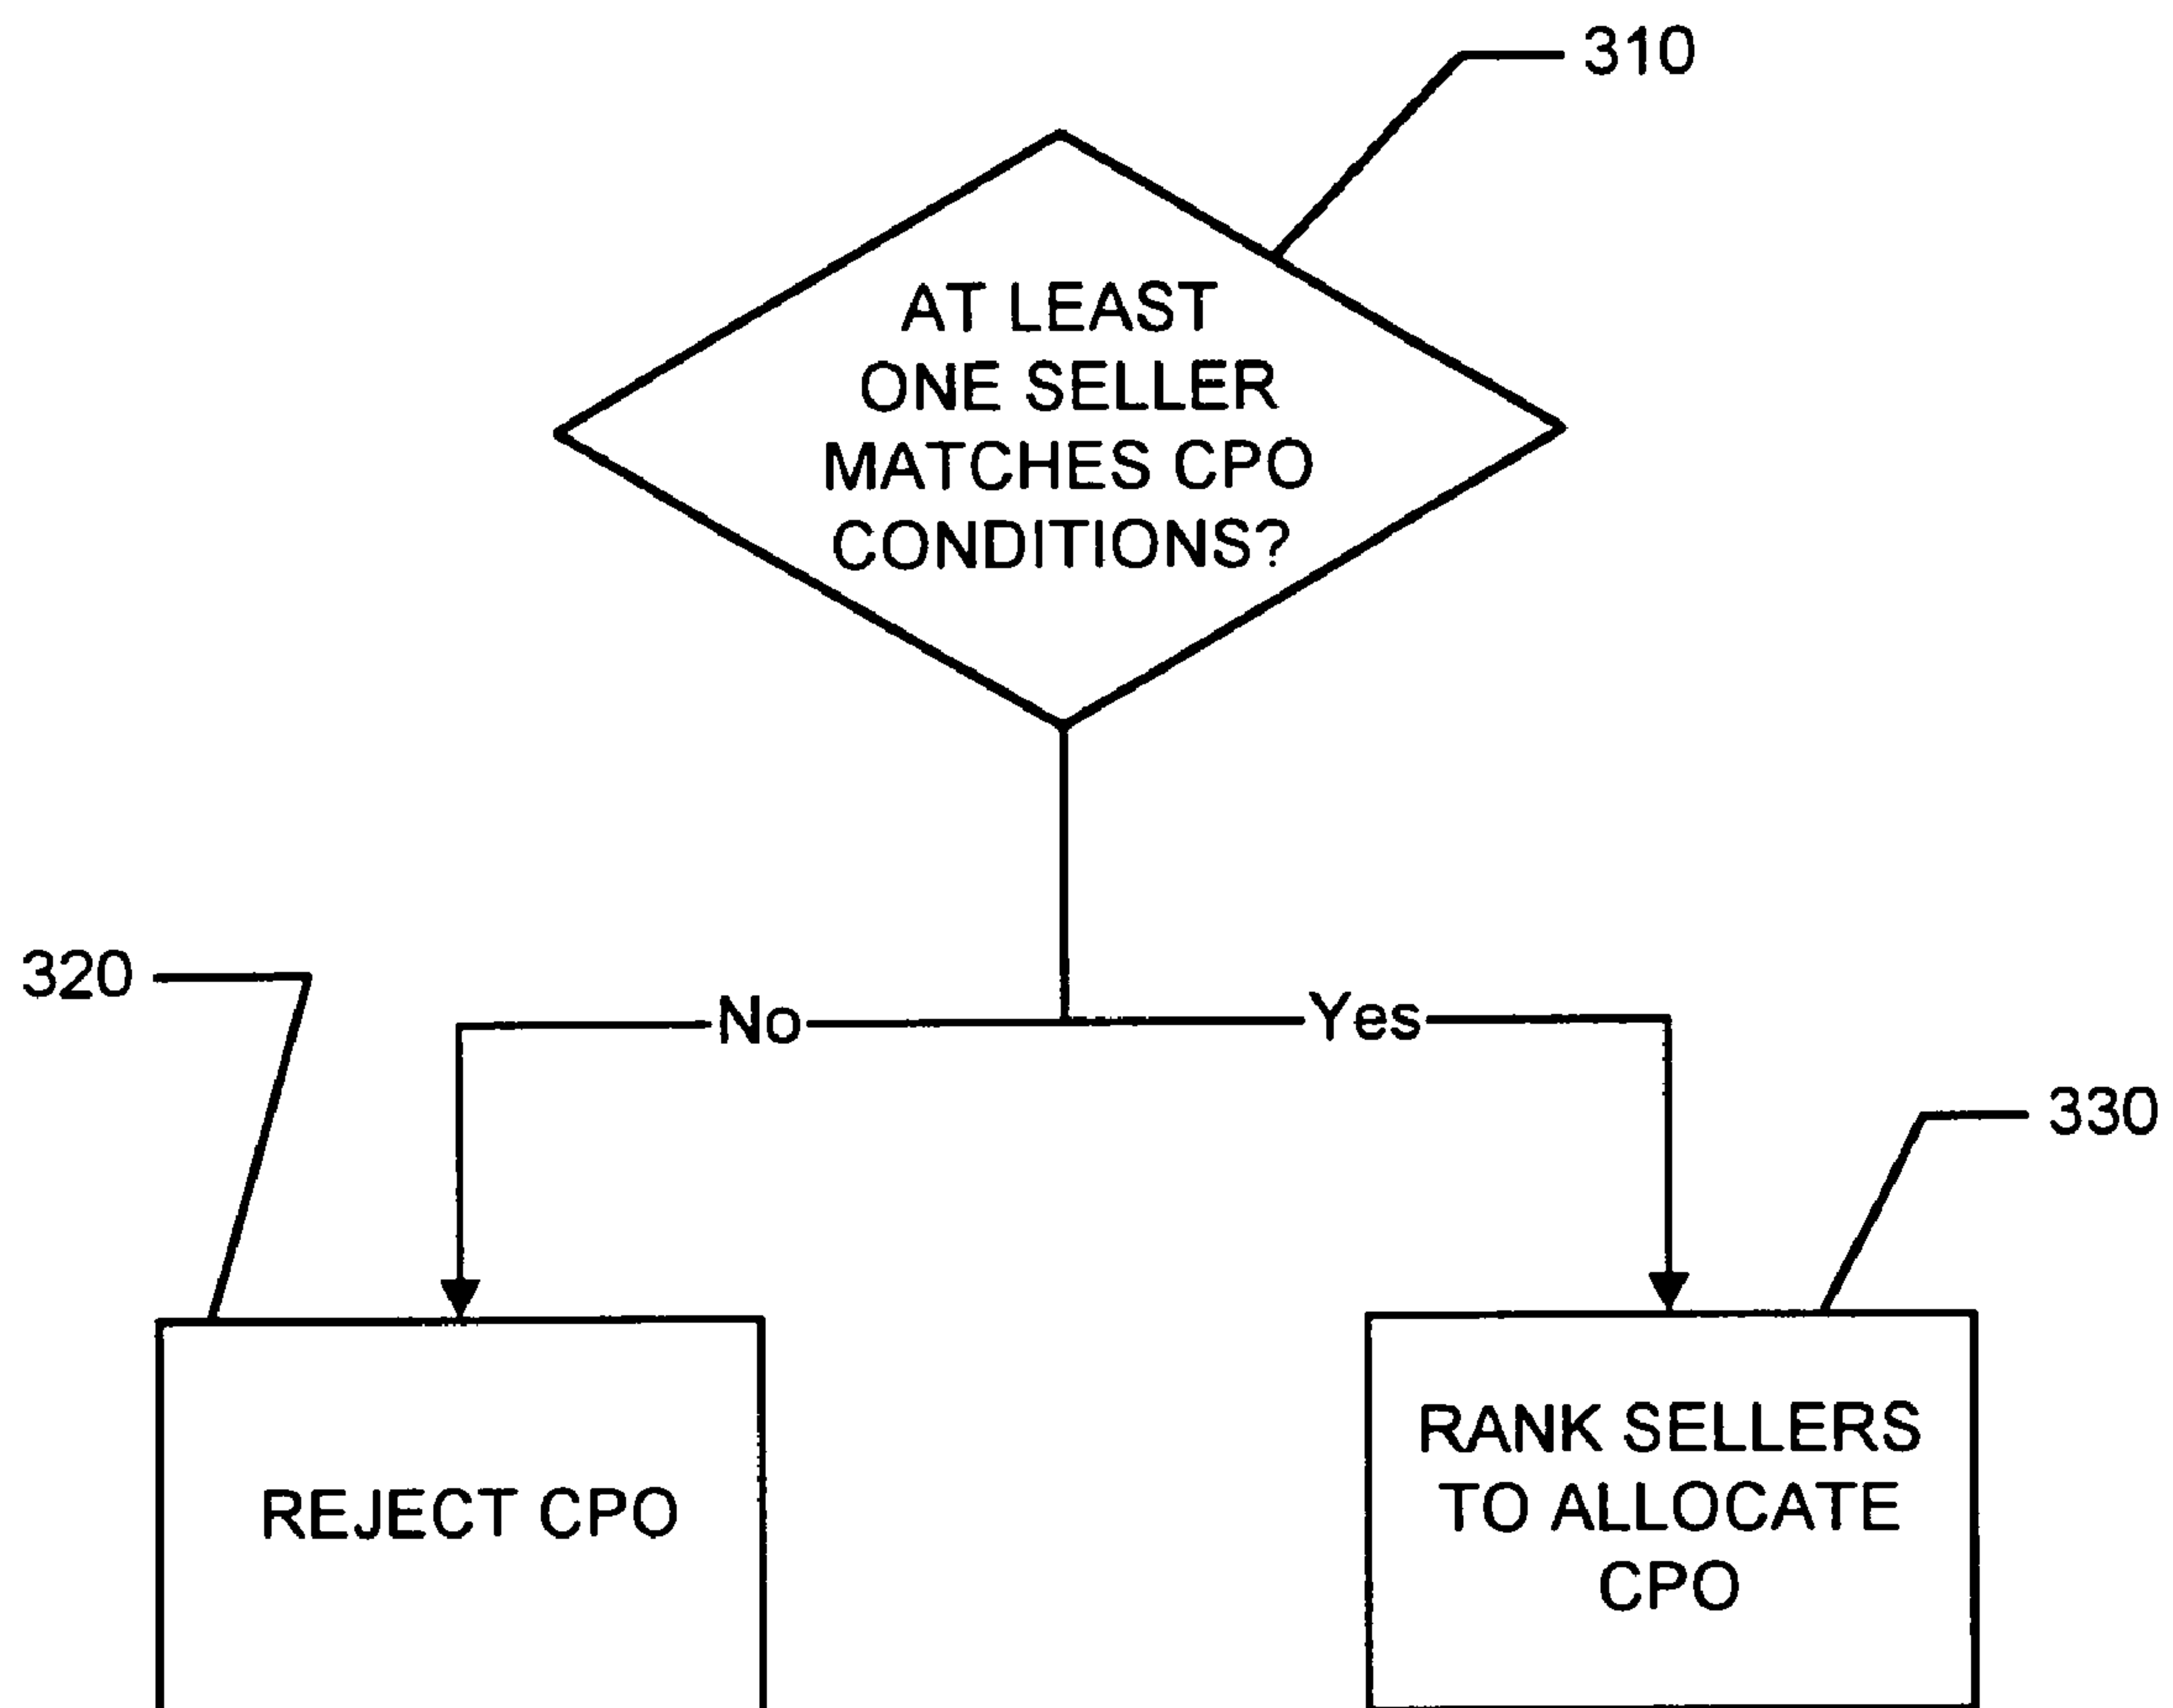 310
AT LEAST
ONE SELLER
MATCHES CPO
CONDITIONS?
320
No
Yes
330
REJECT CPO
RANK SELLERS
TO ALLOCATE
CPO